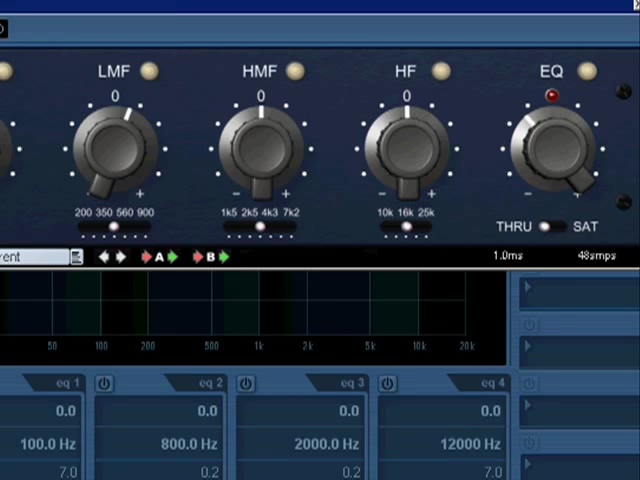 LMF HMF HF EQ
0 0 0
+ − + − + −
200 350 560 900 1k5 2k5 4k3 7k2 10k 16k 25k
THRU SAT
A B 1.0ms 48smps
50 100 200 500 1k 2k 5k 10k 20k
eq 1 eq 2 eq 3 eq 4
0.0 0.0 0.0 0.0
100.0 Hz 800.0 Hz 2000.0 Hz 12000 Hz
7.0 0.2 0.2 7.0